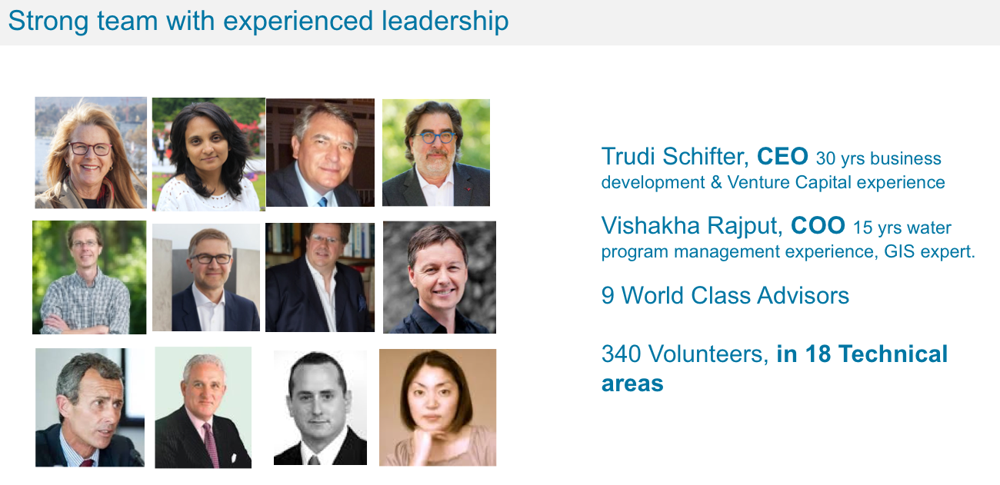 Strong team with experienced leadership
Trudi Schifter, CEO 30 yrs business
development & Venture Capital experience
Vishakha Rajput, COO 15 yrs water
program management experience, GIS expert.
9 World Class Advisors
340 Volunteers, in 18 Technical
areas